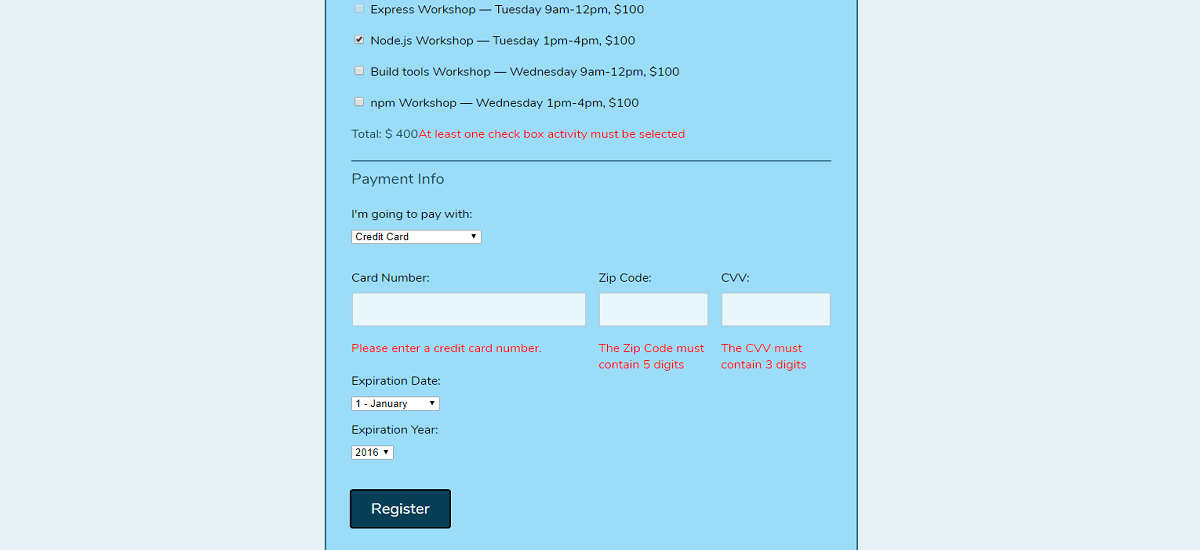 Express Workshop — Tuesday 9am-12pm, $100
Node.js Workshop — Tuesday 1pm-4pm, $100
Build tools Workshop — Wednesday 9am-12pm, $100
npm Workshop — Wednesday 1pm-4pm, $100
Total: $ 400At least one check box activity must be selected
Payment Info
I'm going to pay with:
Credit Card
Card Number: Zip Code: CVV:
Please enter a credit card number. The Zip Code must The CVV must
contain 5 digits contain 3 digits
Expiration Date:
1 - January
Expiration Year:
2016
Register